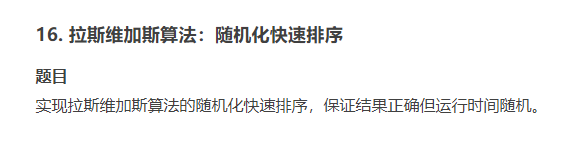 16. 拉斯维加斯算法：随机化快速排序
题目
实现拉斯维加斯算法的随机化快速排序，保证结果正确但运行时间随机。